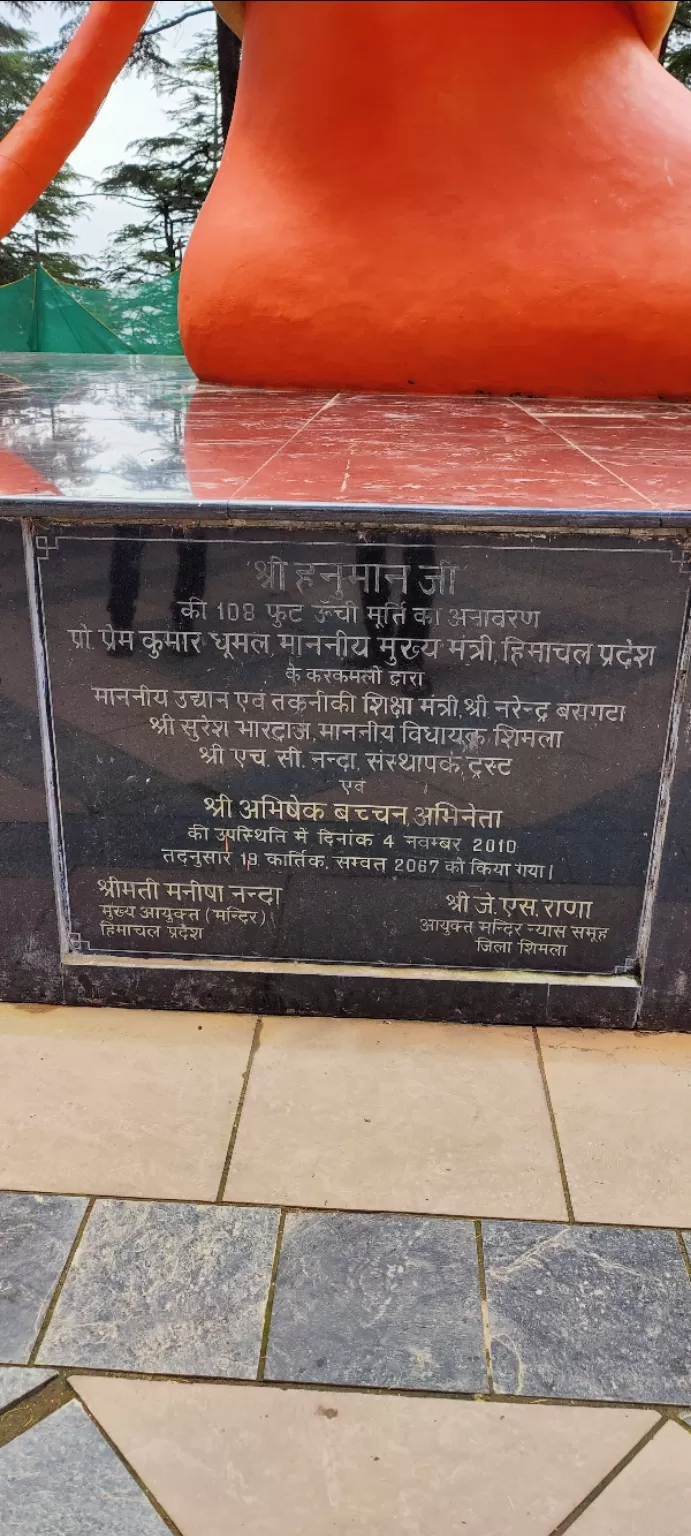 श्री हनुमान जी
की 108 फुट ऊँची मूर्ति का अनावरण
प्रो. प्रेम कुमार धूमल, माननीय मुख्य मंत्री, हिमाचल प्रदेश
के करकमलों द्वारा
माननीय उद्यान एवं तकनीकी शिक्षा मंत्री, श्री नरेन्द्र बरागटा
श्री सुरेश भारद्वाज, माननीय विधायक, शिमला
श्री एच. सी. नन्दा, संस्थापक, ट्रस्ट
एवं
श्री अभिषेक बच्चन, अभिनेता
की उपस्थिति में दिनांक 4 नवम्बर 2010
तदनुसार 19 कार्तिक, सम्वत 2067 को किया गया।
श्रीमती मनीषा नन्दा
मुख्य आयुक्त (मन्दिर)
हिमाचल प्रदेश
श्री जे. एस. राणा
आयुक्त मन्दिर न्यास समूह
जिला शिमला